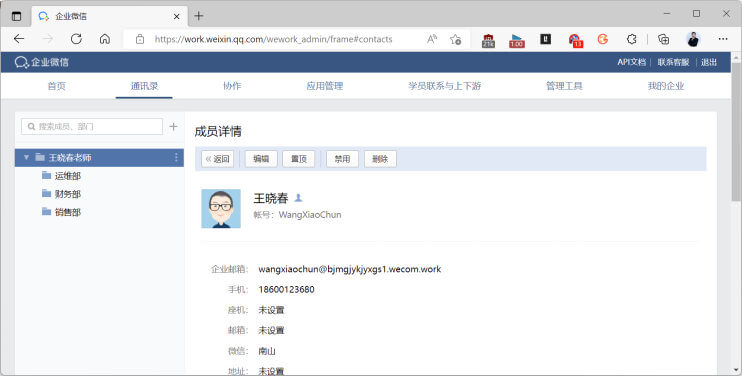 企业微信
https://work.weixin.qq.com/wework_admin/frame#contacts
21k
1.00
13
企业微信
API文档 | 联系客服 | 退出
首页 通讯录 协作 应用管理 学员联系与上下游 管理工具 我的企业
搜索成员、部门
成员详情
王晓春老师
« 返回 编辑 置顶 禁用 删除
运维部
财务部
销售部
王晓春
帐号：WangXiaoChun
企业邮箱： wangxiaochun@bjmgjykjyxgs1.wecom.work
手机： 18600123680
座机： 未设置
邮箱： 未设置
微信： 南山
地址： 未设置